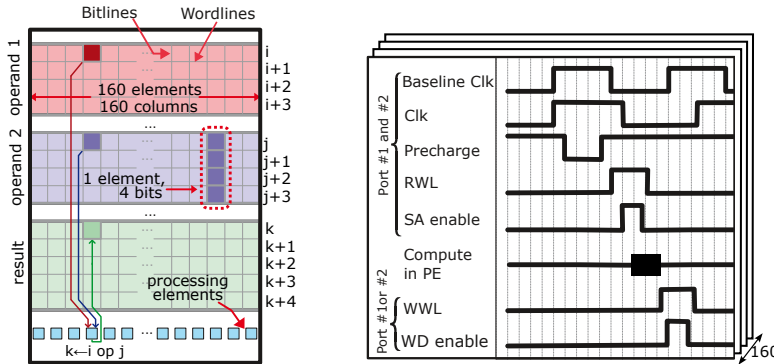 Bitlines
Wordlines
operand 1
i
i+1
i+2
i+3
160 elements
160 columns
...
operand 2
j
j+1
j+2
j+3
1 element,
4 bits
...
result
k
k+1
k+2
k+3
k+4
processing
elements
...
k←i op j
Port #1 and #2
Baseline Clk
Clk
Precharge
RWL
SA enable
Compute
in PE
Port #1or #2
WWL
WD enable
160